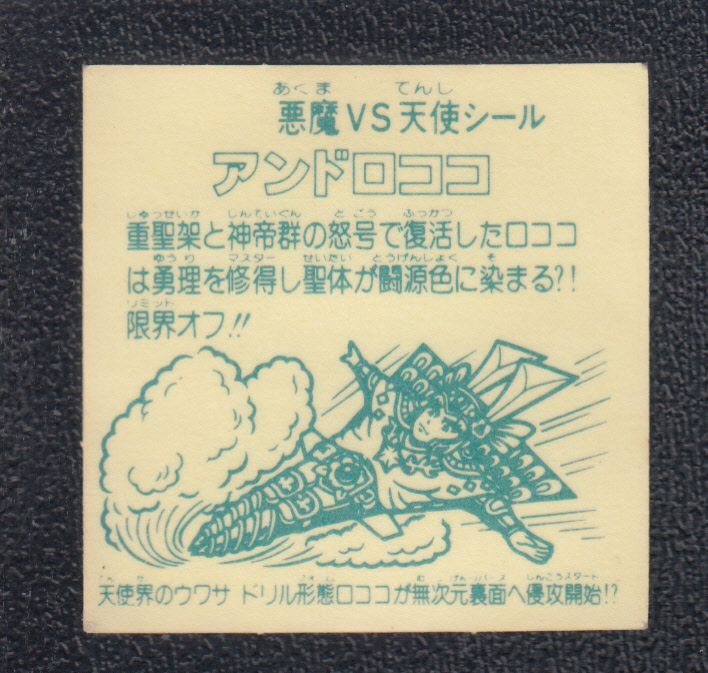 あくま てんし
悪魔VS天使シール
アンドロココ
しゅうせいか しんていぐん どごう ふっかつ
重聖架と神帝群の怒号で復活したロココ
ゆうり マスター せいたい とうげんしょく そ
は勇理を修得し聖体が闘源色に染まる?!
リミット
限界オフ!!
天使界のウワサ ドリル形態ロココが無次元裏面へ侵攻開始!?